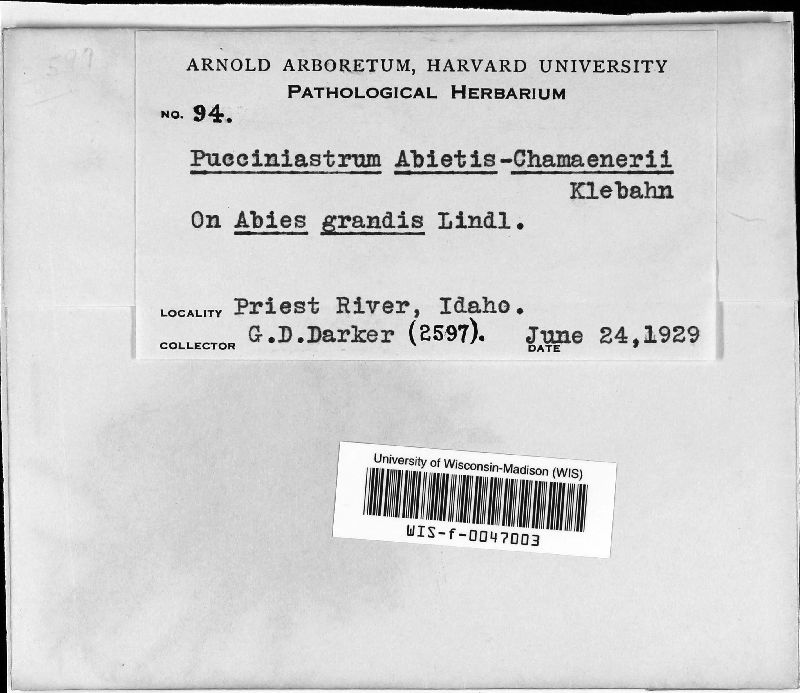 ARNOLD ARBORETUM, HARVARD UNIVERSITY
PATHOLOGICAL HERBARIUM
NO. 94.
Pucciniastrum Abietis-Chamaenerii
Klebahn
On Abies grandis Lindl.
LOCALITY Priest River, Idaho.
COLLECTOR G.D.Darker (2597). DATE June 24,1929
University of Wisconsin-Madison (WIS)
WIS-f-0047003